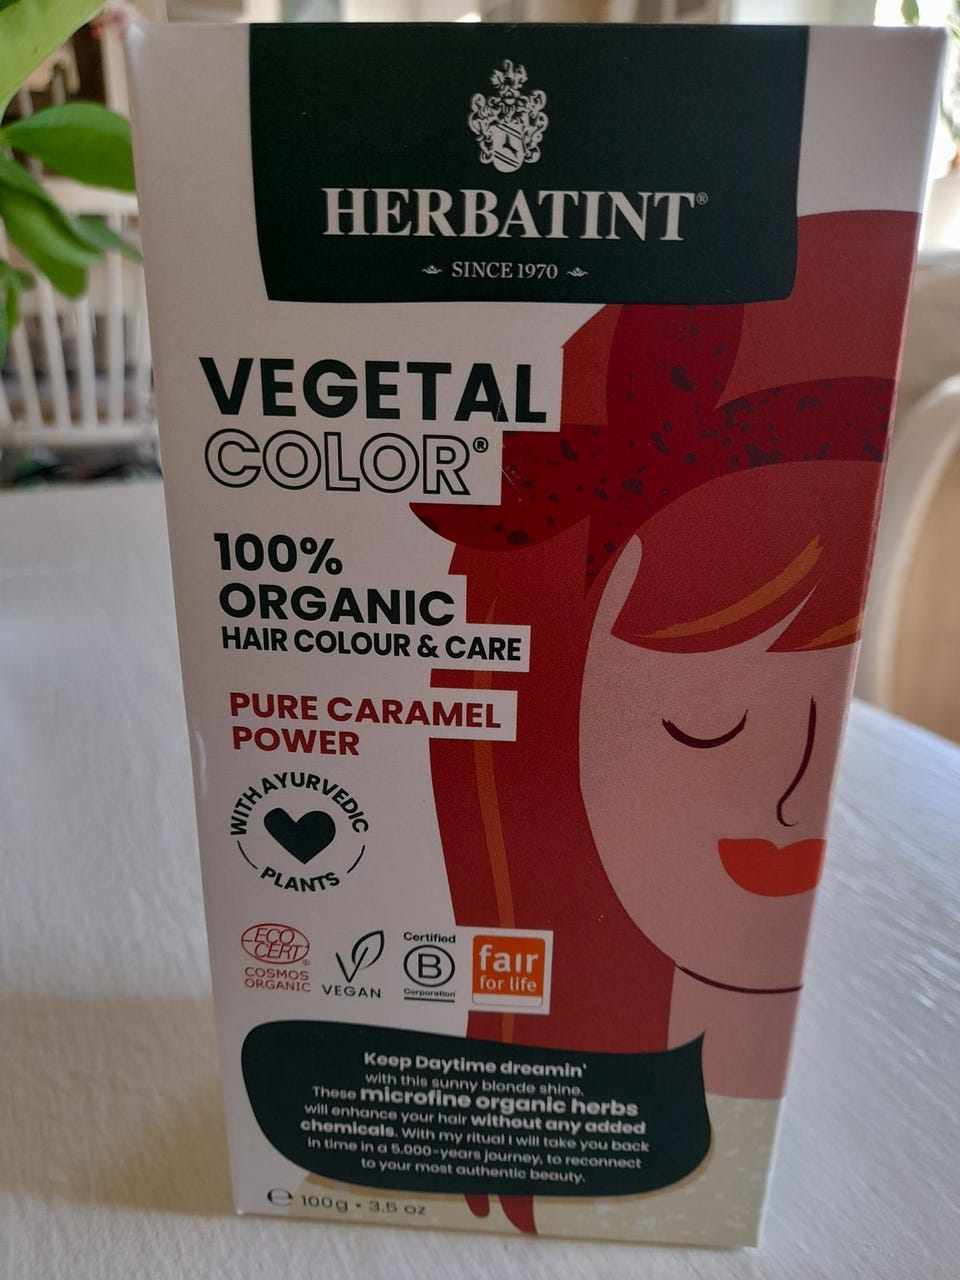 HERBATINT®
SINCE 1970
VEGETAL
COLOR®
100%
ORGANIC
HAIR COLOUR & CARE
PURE CARAMEL
POWER
WITH AYURVEDIC
PLANTS
ECO
CERT®
COSMOS
ORGANIC
VEGAN
Certified
B
Corporation
fair
for life
Keep Daytime dreamin'
with this sunny blonde shine.
These microfine organic herbs
will enhance your hair without any added
chemicals. With my ritual I will take you back
in time in a 5.000-years journey, to reconnect
to your most authentic beauty.
℮ 100g • 3.5 oz